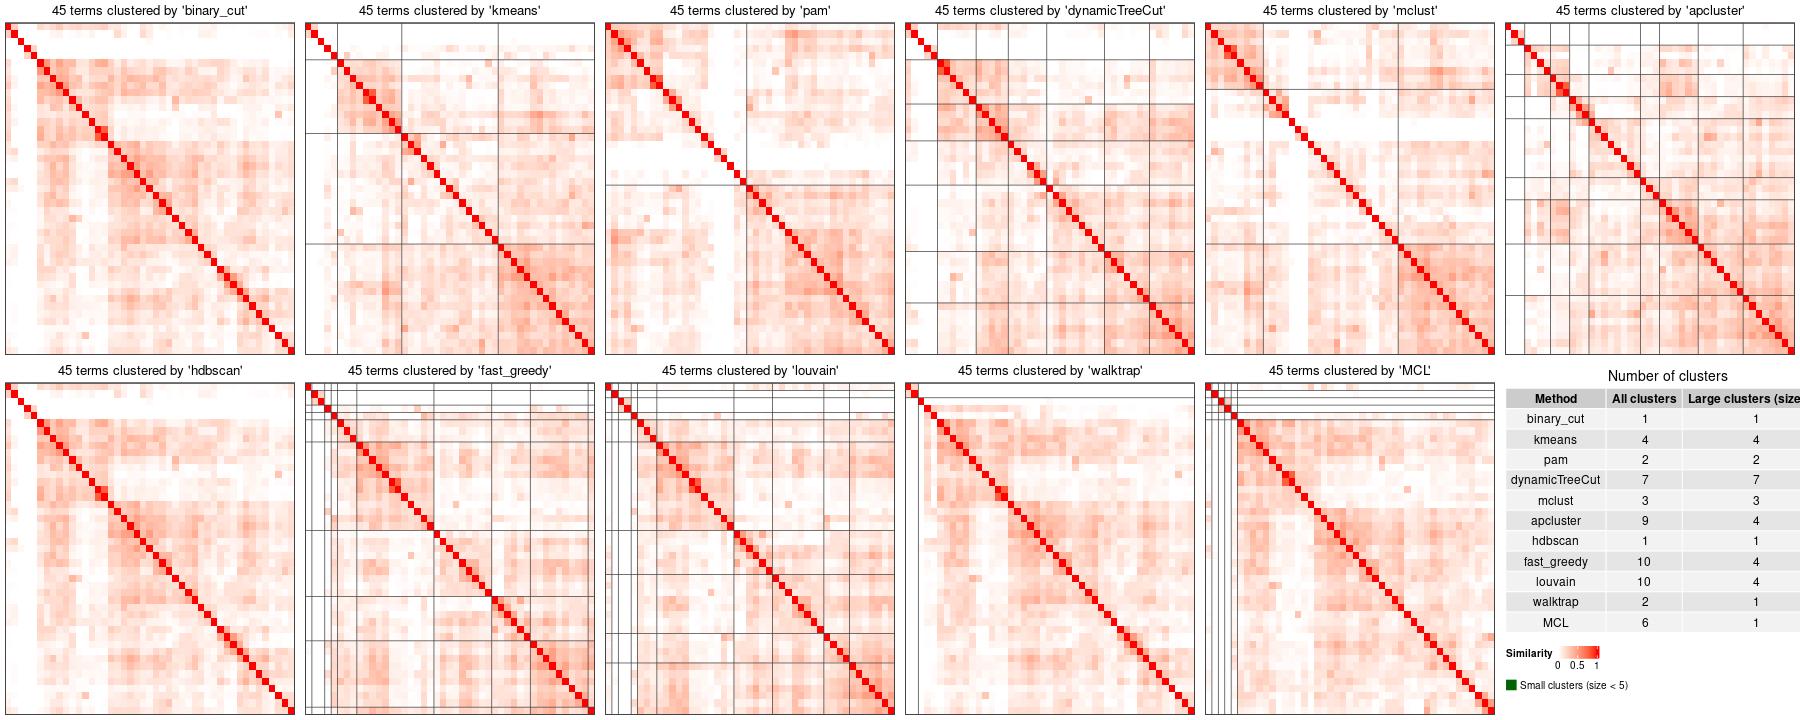 45 terms clustered by 'binary_cut'
45 terms clustered by 'kmeans'
45 terms clustered by 'pam'
45 terms clustered by 'dynamicTreeCut'
45 terms clustered by 'mclust'
45 terms clustered by 'apcluster'
45 terms clustered by 'hdbscan'
45 terms clustered by 'fast_greedy'
45 terms clustered by 'louvain'
45 terms clustered by 'walktrap'
45 terms clustered by 'MCL'
Number of clusters
Method All clusters Large clusters (size
binary_cut 1 1
kmeans 4 4
pam 2 2
dynamicTreeCut 7 7
mclust 3 3
apcluster 9 4
hdbscan 1 1
fast_greedy 10 4
louvain 10 4
walktrap 2 1
MCL 6 1
Similarity
0 0.5 1
Small clusters (size < 5)